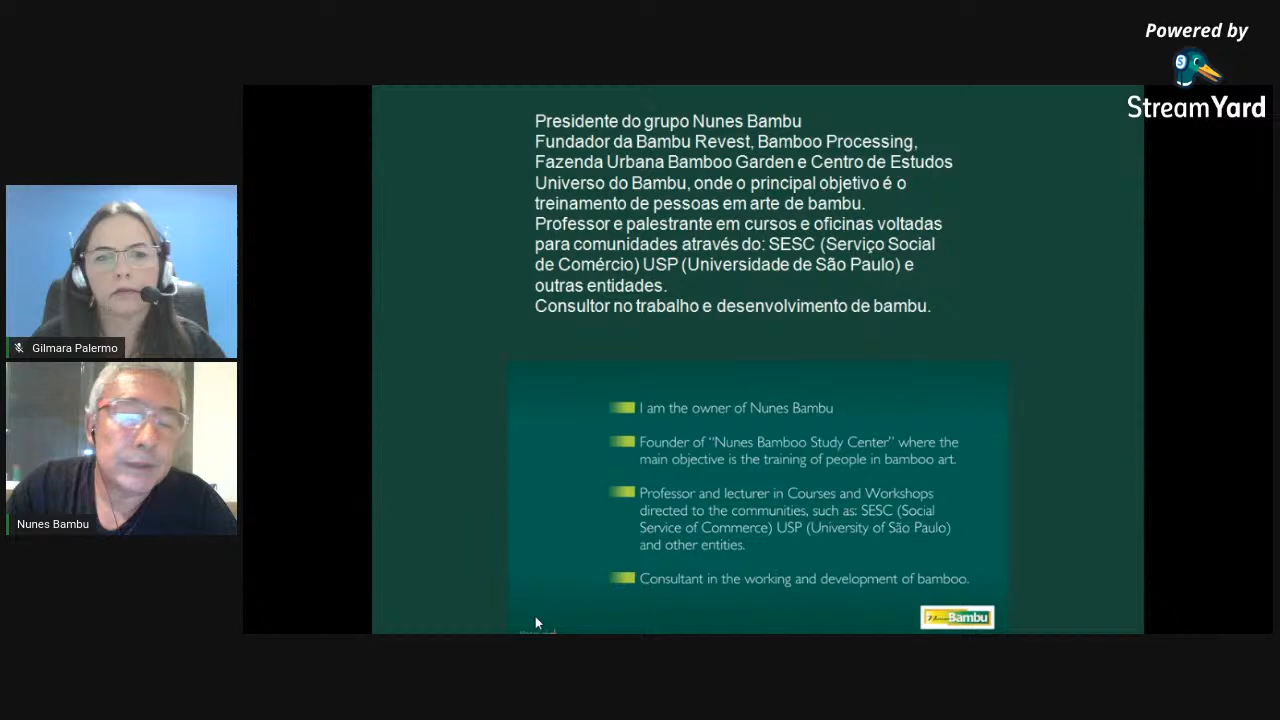 Powered by
StreamYard
Presidente do grupo Nunes Bambu
Fundador da Bambu Revest, Bamboo Processing,
Fazenda Urbana Bamboo Garden e Centro de Estudos
Universo do Bambu, onde o principal objetivo é o
treinamento de pessoas em arte de bambu.
Professor e palestrante em cursos e oficinas voltadas
para comunidades através do: SESC (Serviço Social
de Comércio) USP (Universidade de São Paulo) e
outras entidades.
Consultor no trabalho e desenvolvimento de bambu.
Gilmara Palermo
Nunes Bambu
I am the owner of Nunes Bambu
Founder of “Nunes Bamboo Study Center” where the
main objective is the training of people in bamboo art.
Professor and lecturer in Courses and Workshops
directed to the communities, such as: SESC (Social
Service of Commerce) USP (University of São Paulo)
and other entities.
Consultant in the working and development of bamboo.
Bambu